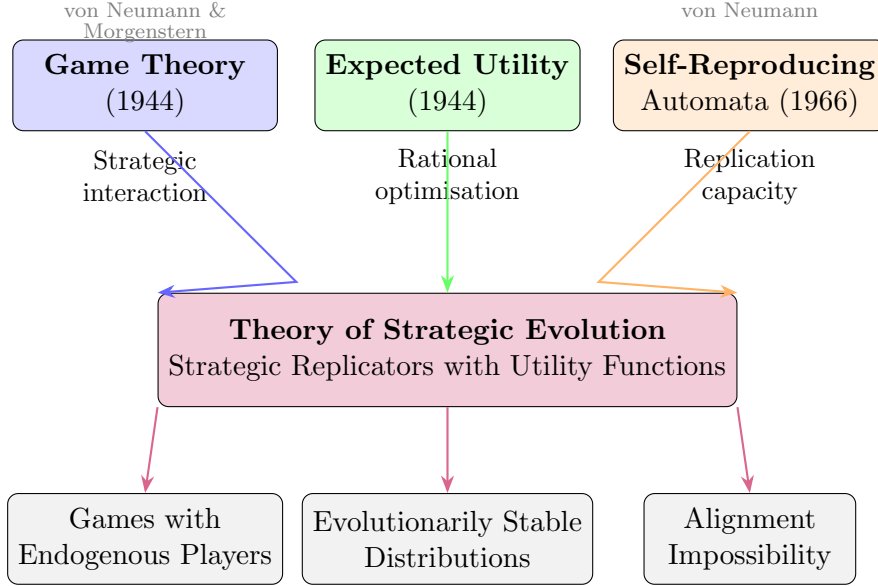 von Neumann &
Morgenstern
von Neumann
Game Theory
(1944)
Expected Utility
(1944)
Self-Reproducing
Automata (1966)
Strategic
interaction
Rational
optimisation
Replication
capacity
Theory of Strategic Evolution
Strategic Replicators with Utility Functions
Games with
Endogenous Players
Evolutionarily Stable
Distributions
Alignment
Impossibility